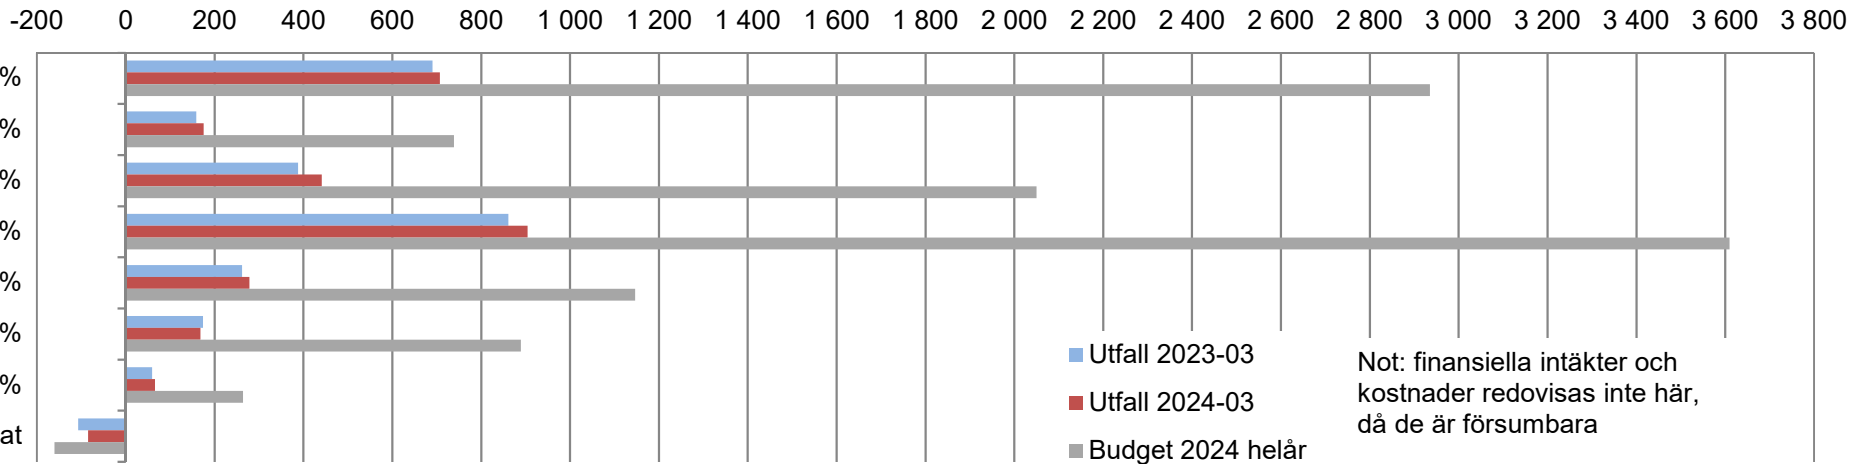 -200 0 200 400 600 800 1 000 1 200 1 400 1 600 1 800 2 000 2 200 2 400 2 600 2 800 3 000 3 200 3 400 3 600 3 800
%
%
%
%
%
%
%
at
Utfall 2023-03
Utfall 2024-03
Budget 2024 helår
Not: finansiella intäkter och
kostnader redovisas inte här,
då de är försumbara